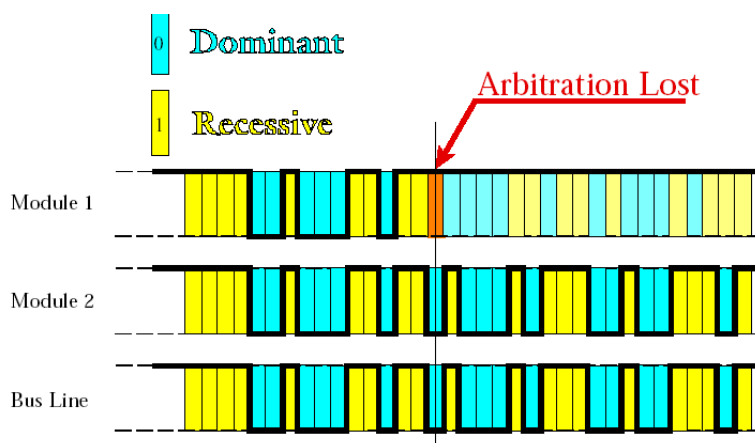 0 Dominant
1 Recessive
Arbitration Lost
Module 1
Module 2
Bus Line